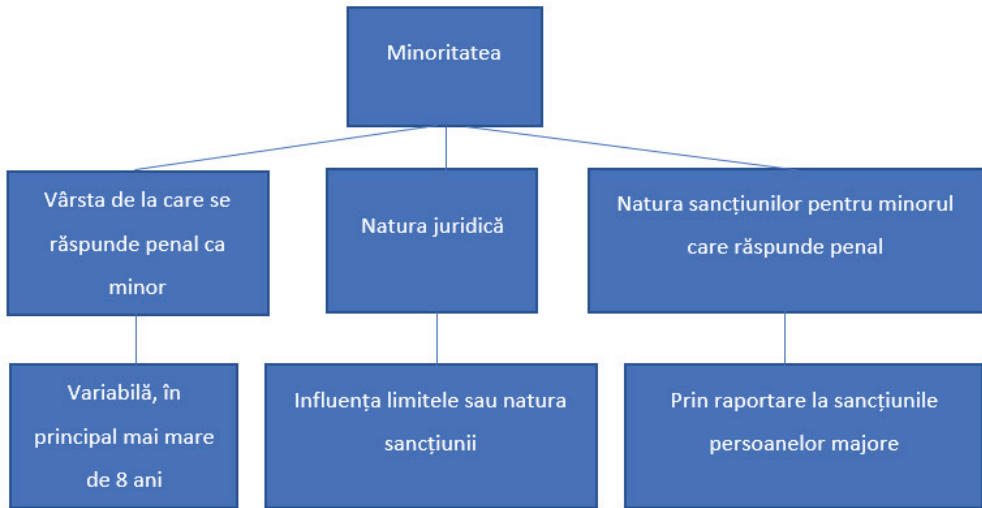 Minoritatea
Vârsta de la care se
răspunde penal ca
minor
Natura juridică
Natura sancțiunilor pentru minorul
care răspunde penal
Variabilă, în
principal mai mare
de 8 ani
Influența limitele sau natura
sancțiunii
Prin raportare la sancțiunile
persoanelor majore